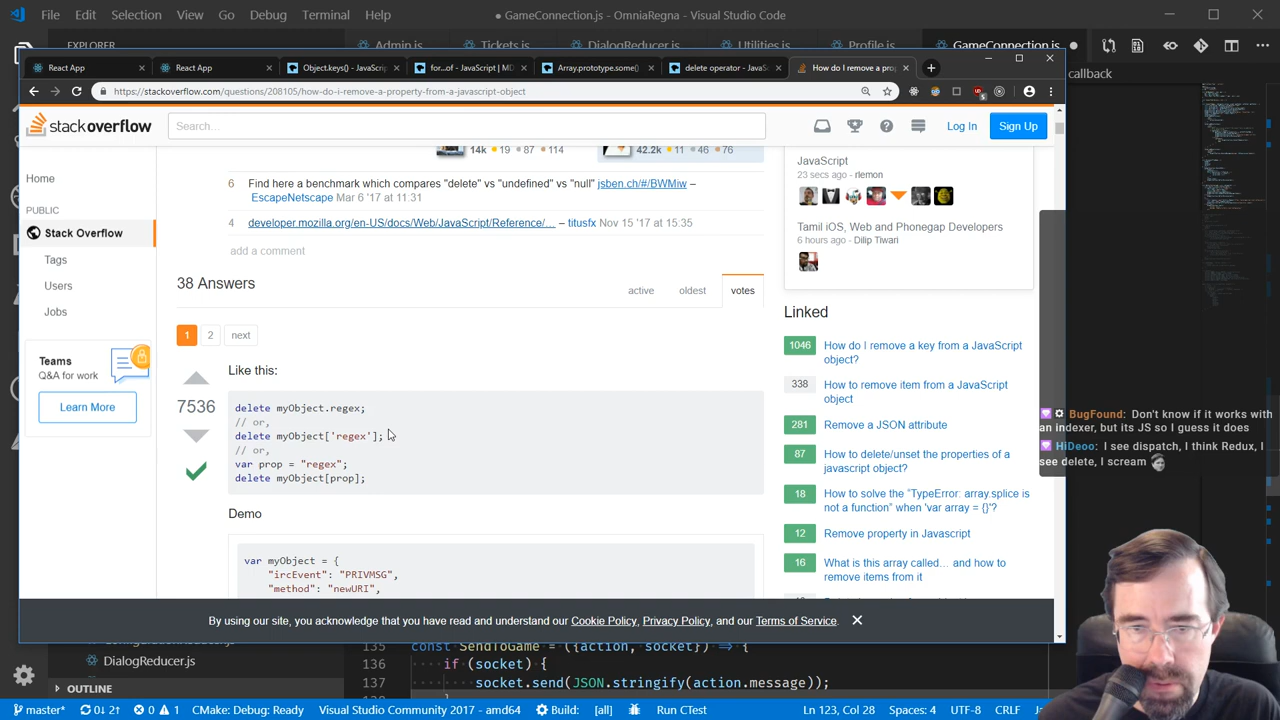 File Edit Selection View Go Debug Terminal Help
● GameConnection.js - OmniaRegna - Visual Studio Code
EXPLORER
Admin.js
Tickets.js
DialogReducer.js
Utilities.js
Profile.js
GameConnection.js
callback
React App
React App
Object.keys() - JavaScri
for...of - JavaScript | MD
Array.prototype.some()
delete operator - JavaS
How do I remove a prop
https://stackoverflow.com/questions/208105/how-do-i-remove-a-property-from-a-javascript-object
stackoverflow
Search...
Log In
Sign Up
Home
PUBLIC
Stack Overflow
Tags
Users
Jobs
Teams
Q&A for work
Learn More
14k 19 87 114
42.2k 11 46 76
6 Find here a benchmark which compares "delete" vs "undefined" vs "null" jsben.ch/#/BWMiw –
EscapeNetscape Mar 6 '17 at 11:31
4 developer.mozilla.org/en-US/docs/Web/JavaScript/Reference/... – titusfx Nov 15 '17 at 15:35
add a comment
38 Answers
active oldest votes
1 2 next
7536
Like this:
delete myObject.regex;
// or,
delete myObject['regex'];
// or,
var prop = "regex";
delete myObject[prop];
Demo
var myObject = {
"ircEvent": "PRIVMSG",
"method": "newURI",
JavaScript
23 secs ago - rlemon
Tamil iOS, Web and Phonegap Developers
6 hours ago - Dilip Tiwari
Linked
1046 How do I remove a key from a JavaScript
object?
338 How to remove item from a JavaScript
object
281 Remove a JSON attribute
87 How to delete/unset the properties of a
javascript object?
18 How to solve the "TypeError: array.splice is
not a function" when 'var array = {}'?
12 Remove property in Javascript
16 What is this array called… and how to
remove items from it
By using our site, you acknowledge that you have read and understand our Cookie Policy, Privacy Policy, and our Terms of Service.
BugFound: Don't know if it works with
an indexer, but its JS so I guess it does
HiDeoo: I see dispatch, I think Redux, I
see delete, I scream
DialogReducer.js
OUTLINE
135 const SendToGame = ({action, socket}) => {
136 if (socket) {
137 socket.send(JSON.stringify(action.message));
138 }
master* 0↓ 2↑ 0 1 CMake: Debug: Ready Visual Studio Community 2017 - amd64 Build: [all] Run CTest Ln 123, Col 28 Spaces: 4 UTF-8 CRLF